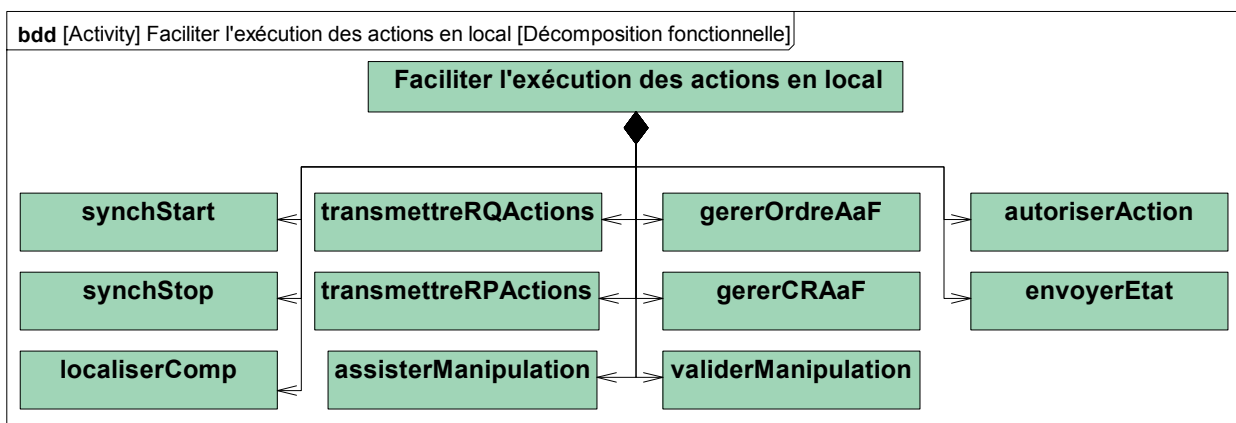 bdd [Activity] Faciliter l'exécution des actions en local [Décomposition fonctionnelle]
Faciliter l'exécution des actions en local
synchStart
transmettreRQActions
gererOrdreAaF
autoriserAction
synchStop
transmettreRPActions
gererCRAaF
envoyerEtat
localiserComp
assisterManipulation
validerManipulation